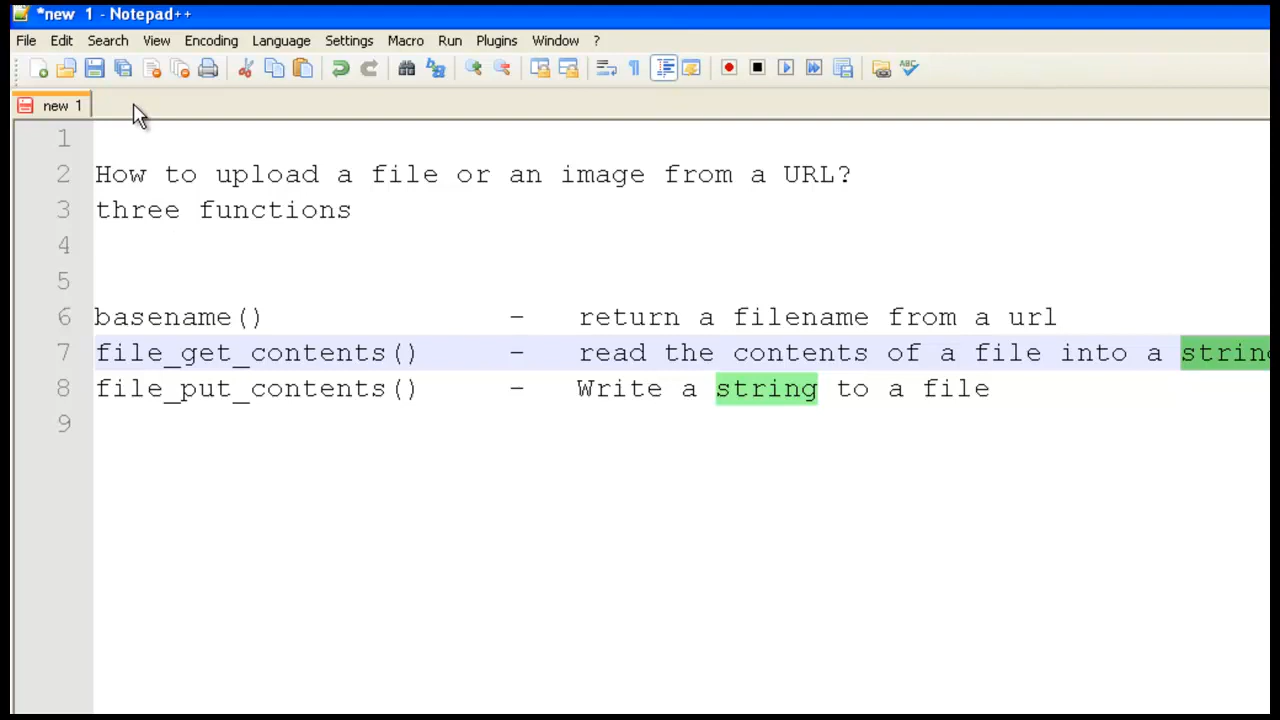 *new  1 - Notepad++
File Edit Search View Encoding Language Settings Macro Run Plugins Window ?
ABC
new 1
1
2 How to upload a file or an image from a URL?
3 three functions
4
5
6 basename() - return a filename from a url
7 file_get_contents() - read the contents of a file into a
8 file_put_contents() - Write a string to a file
9